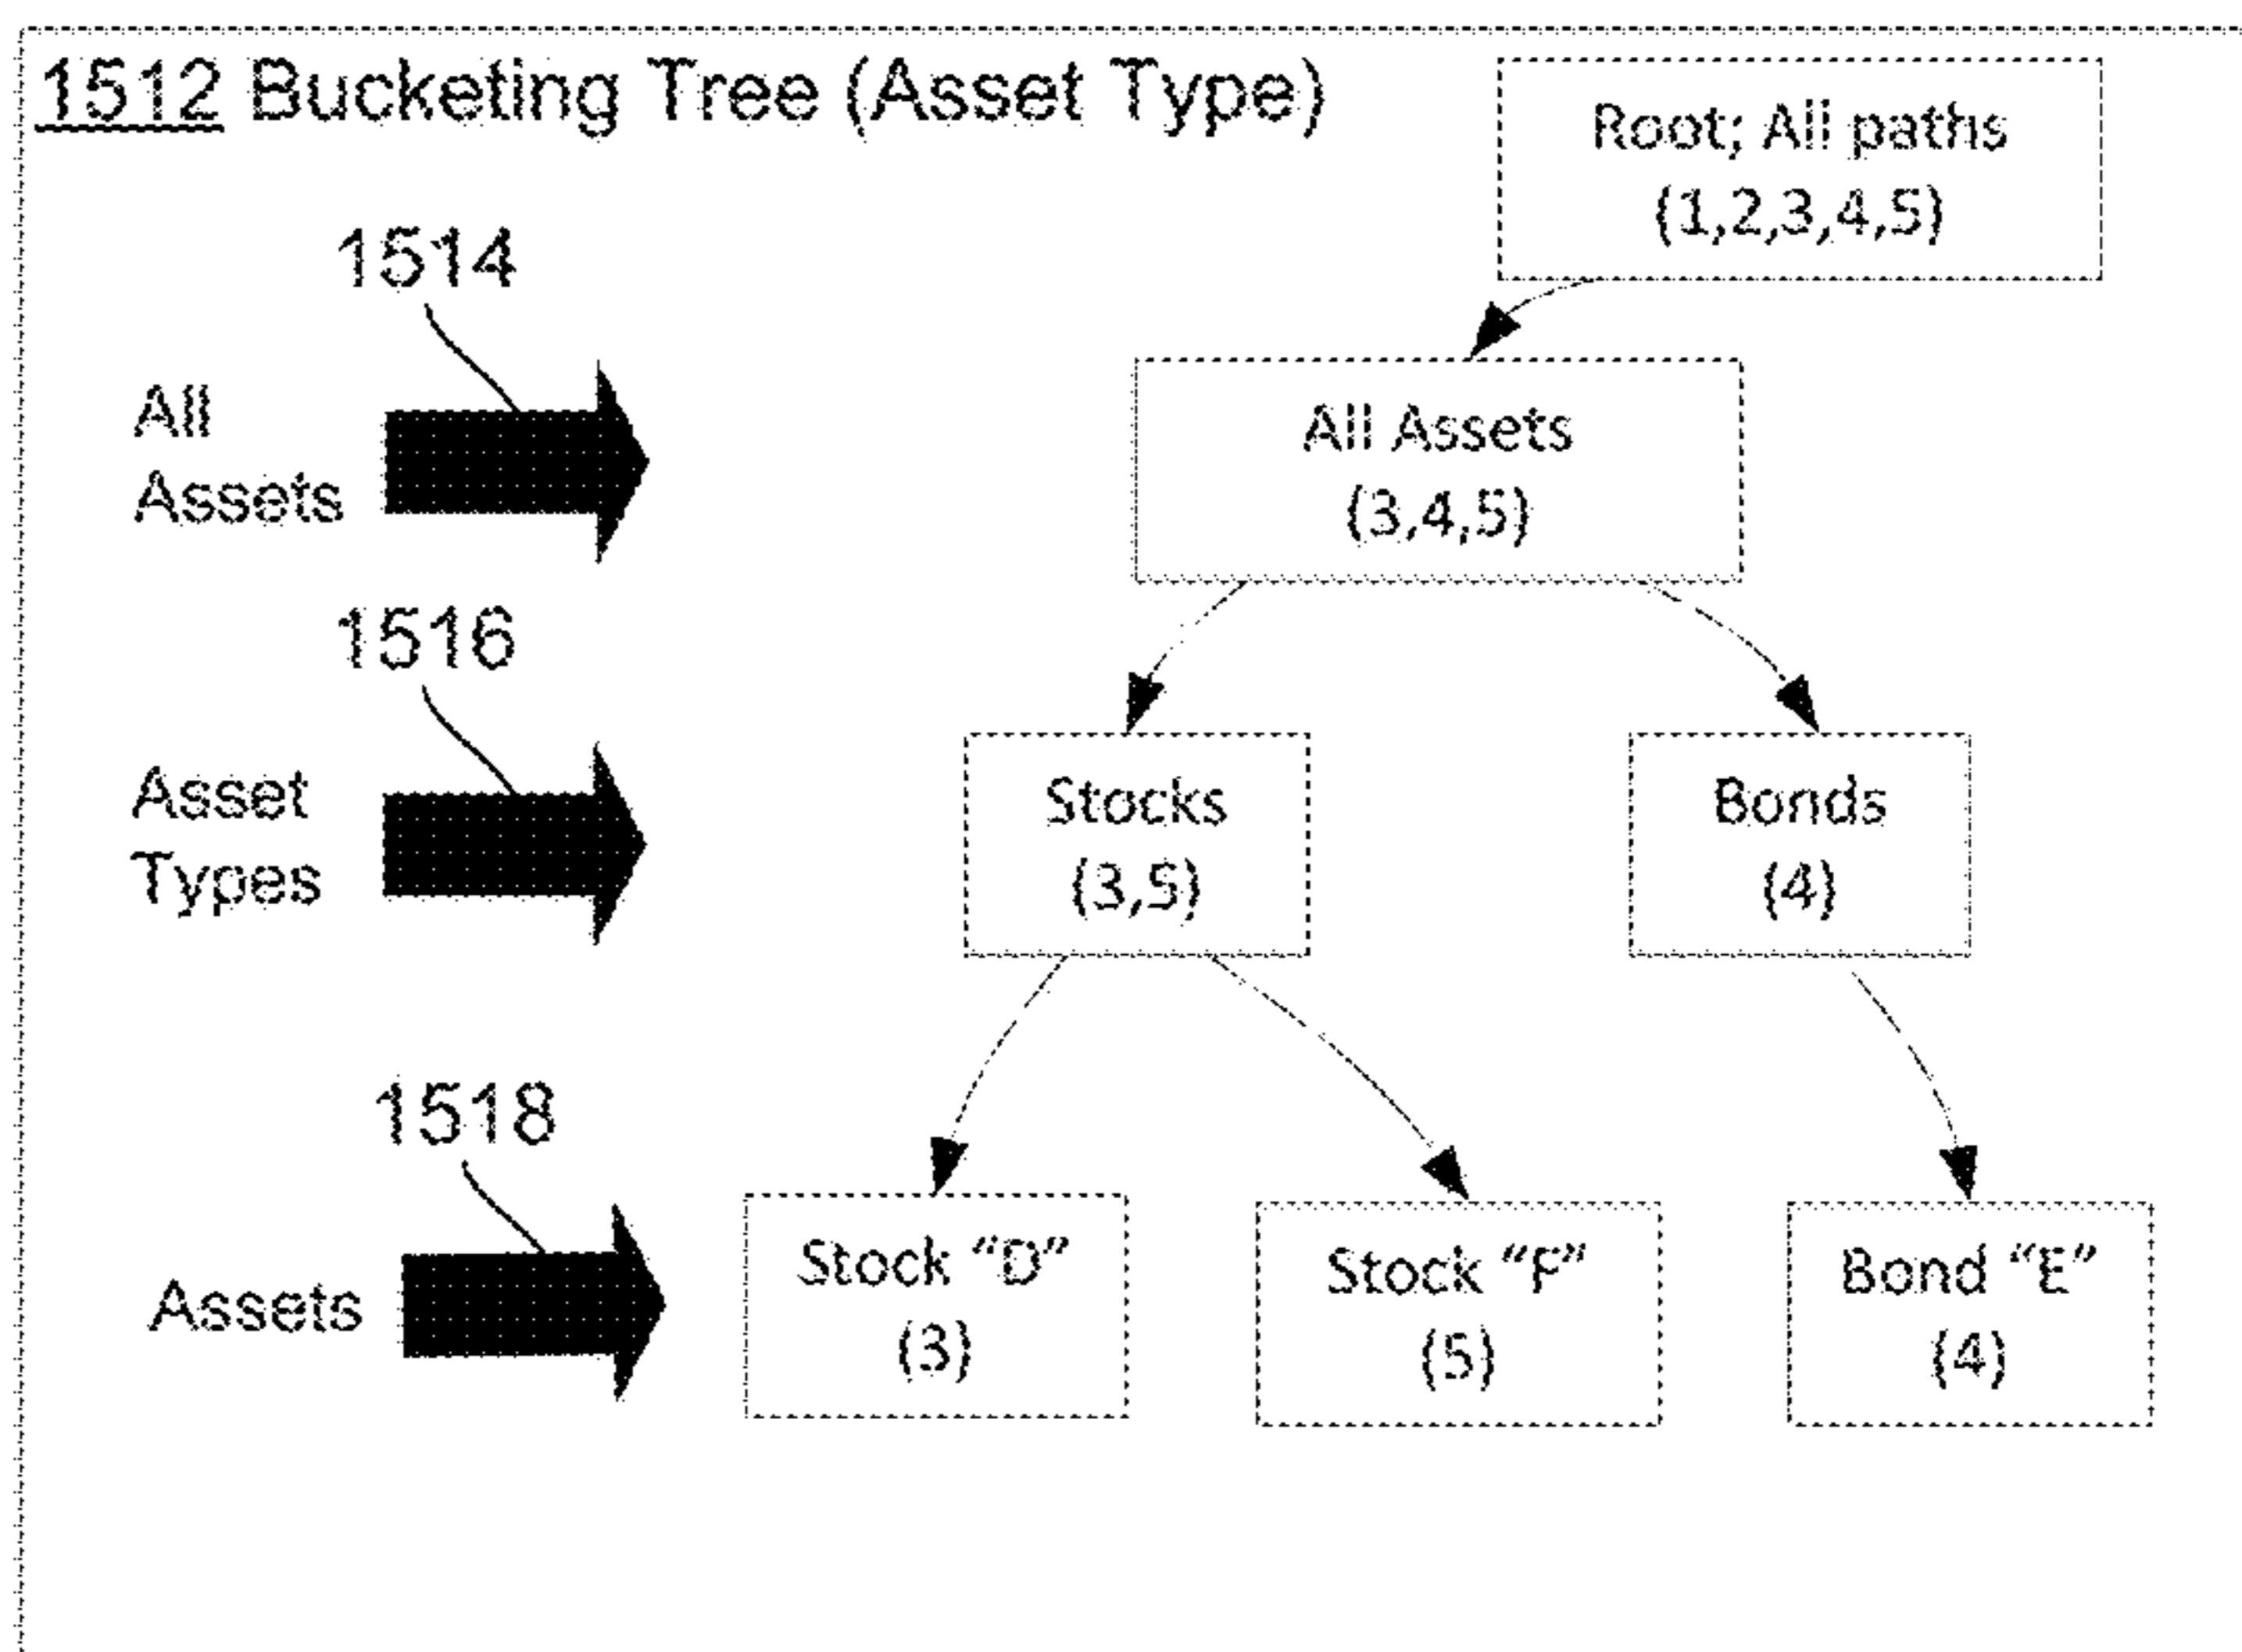 1512 Bucketing Tree (Asset Type)
Root; All paths
(1,2,3,4,5)
1514
All
Assets
All Assets
(3,4,5)
1516
Asset
Types
Stocks
(3,5)
Bonds
(4)
1518
Assets
Stock “D”
(3)
Stock “F”
(5)
Bond “E”
(4)